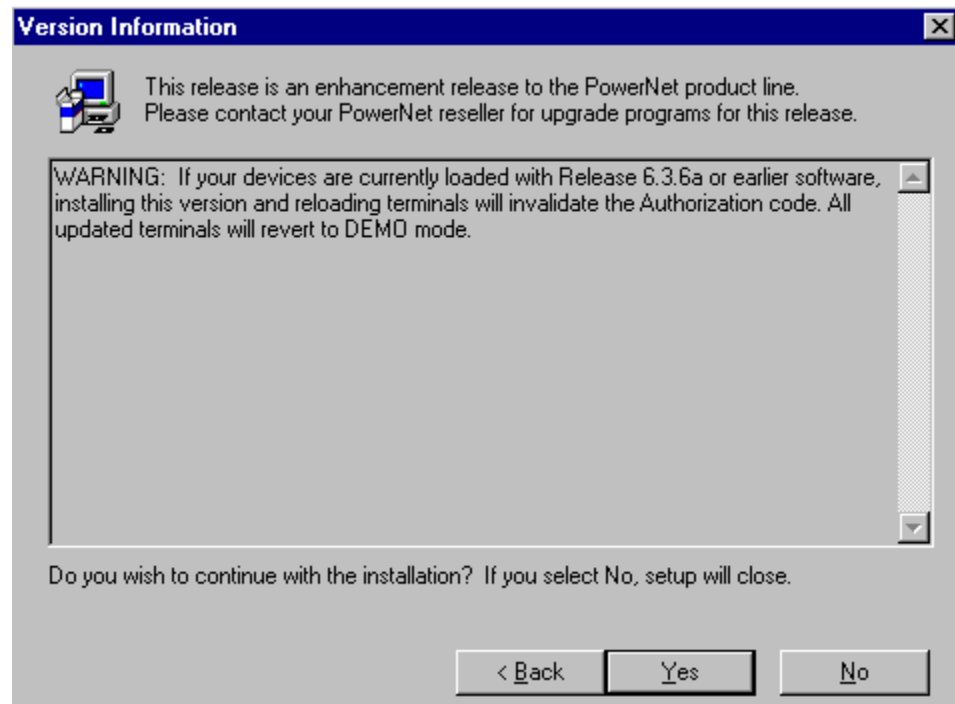 Version Information
This release is an enhancement release to the PowerNet product line.
Please contact your PowerNet reseller for upgrade programs for this release.
WARNING:  If your devices are currently loaded with Release 6.3.6a or earlier software,
installing this version and reloading terminals will invalidate the Authorization code. All
updated terminals will revert to DEMO mode.
Do you wish to continue with the installation?  If you select No, setup will close.
< Back
Yes
No